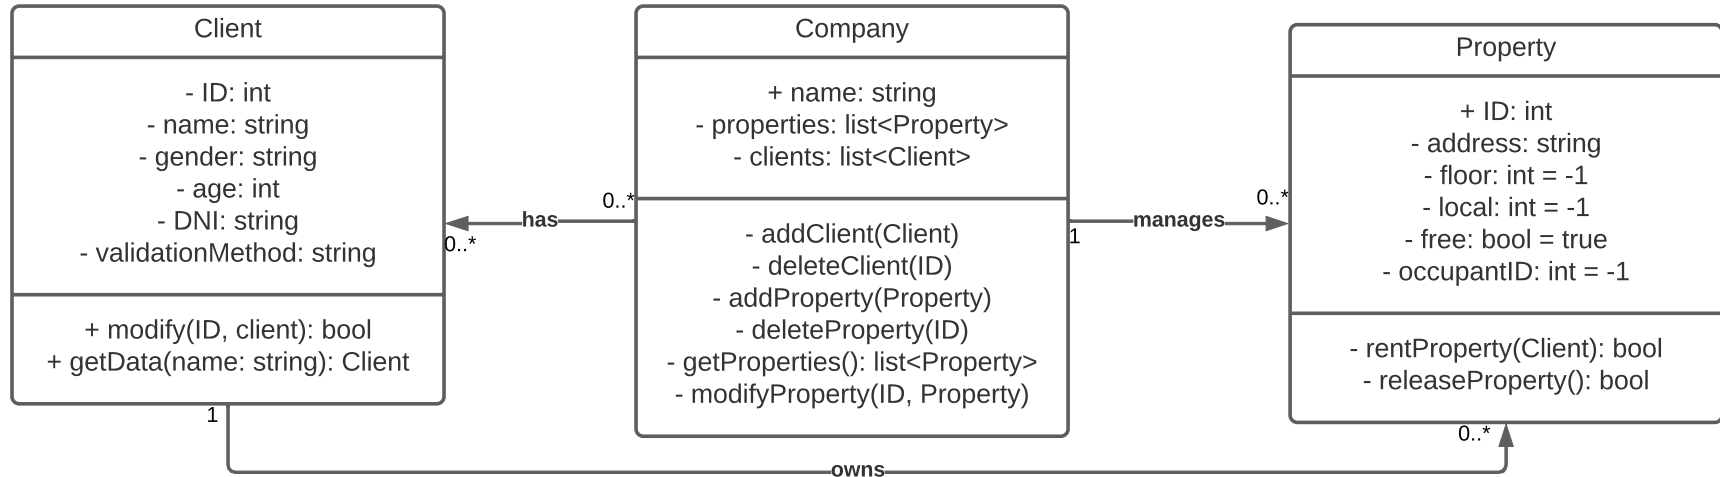 Client
- ID: int
- name: string
- gender: string
- age: int
- DNI: string
- validationMethod: string
+ modify(ID, client): bool
+ getData(name: string): Client
Company
+ name: string
- properties: list<Property>
- clients: list<Client>
- addClient(Client)
- deleteClient(ID)
- addProperty(Property)
- deleteProperty(ID)
- getProperties(): list<Property>
- modifyProperty(ID, Property)
Property
+ ID: int
- address: string
- floor: int = -1
- local: int = -1
- free: bool = true
- occupantID: int = -1
- rentProperty(Client): bool
- releaseProperty(): bool
0..*
has
0..*
1
manages
0..*
1
owns
0..*